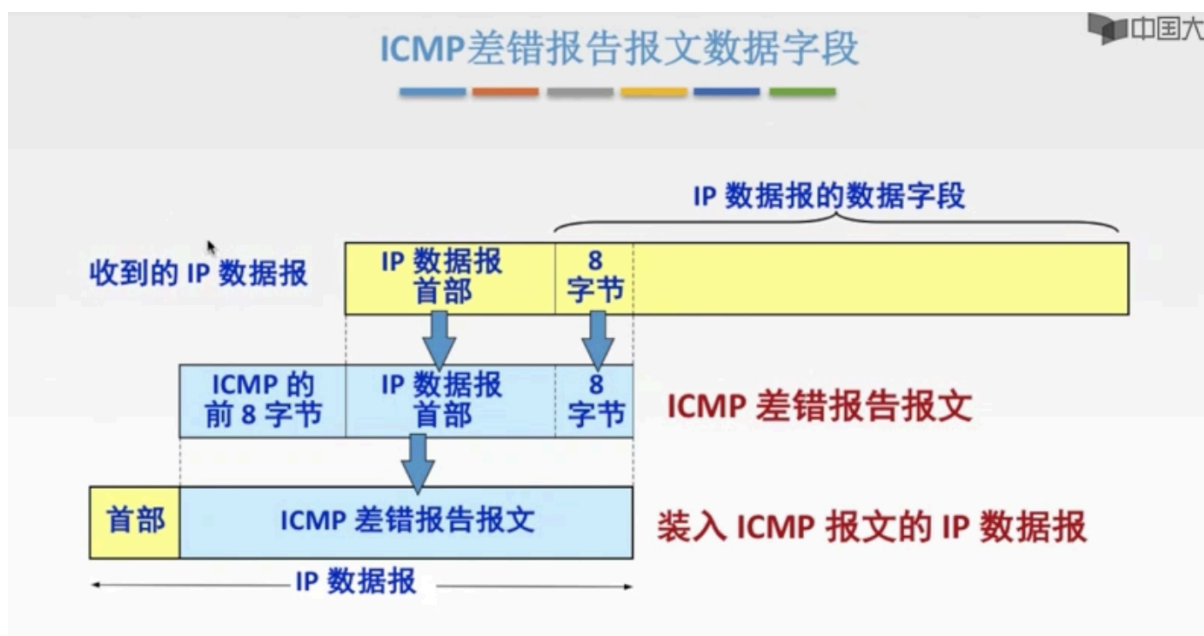 中国大
ICMP差错报告报文数据字段
IP 数据报的数据字段
收到的 IP 数据报
IP 数据报
首部
8
字节
ICMP 的
前 8 字节
IP 数据报
首部
8
字节
ICMP 差错报告报文
首部
ICMP 差错报告报文
装入 ICMP 报文的 IP 数据报
IP 数据报